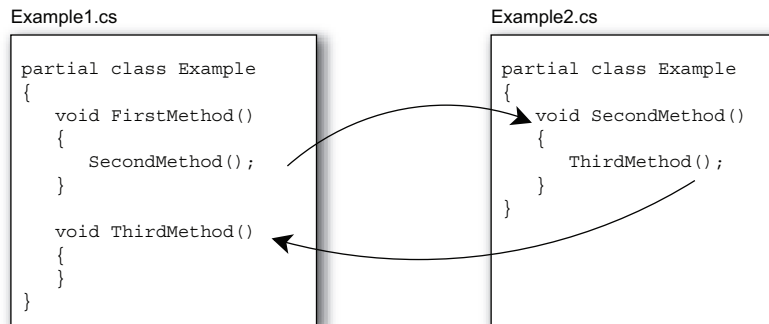 Example1.cs
partial class Example
{
   void FirstMethod()
   {
      SecondMethod();
   }

   void ThirdMethod()
   {
   }
}
Example2.cs
partial class Example
{
   void SecondMethod()
   {
      ThirdMethod();
   }
}